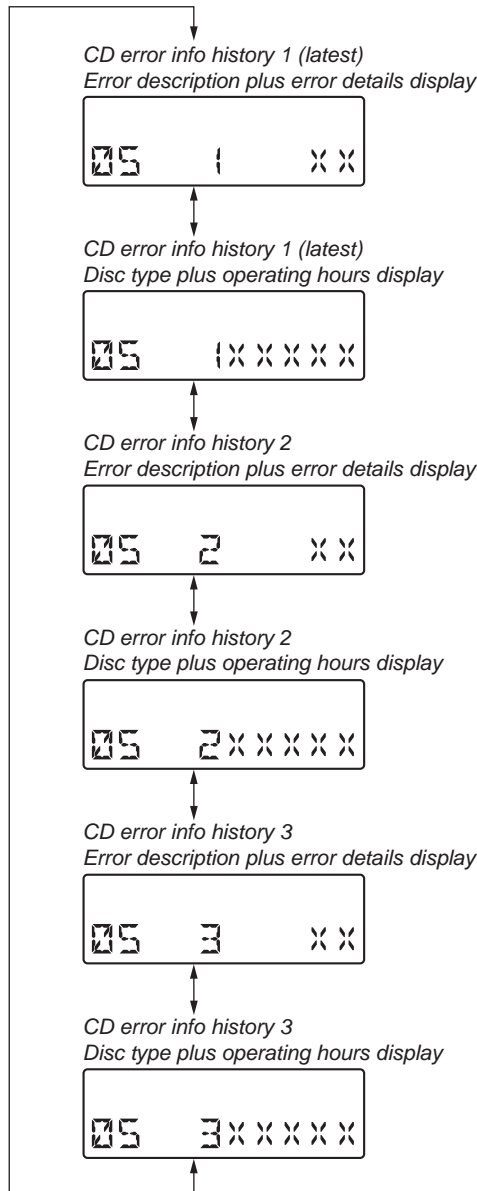 CD error info history 1 (latest)
Error description plus error details display
05 1 XX
CD error info history 1 (latest)
Disc type plus operating hours display
05 1XXXXX
CD error info history 2
Error description plus error details display
05 2 XX
CD error info history 2
Disc type plus operating hours display
05 2XXXXX
CD error info history 3
Error description plus error details display
05 3 XX
CD error info history 3
Disc type plus operating hours display
05 3XXXXX